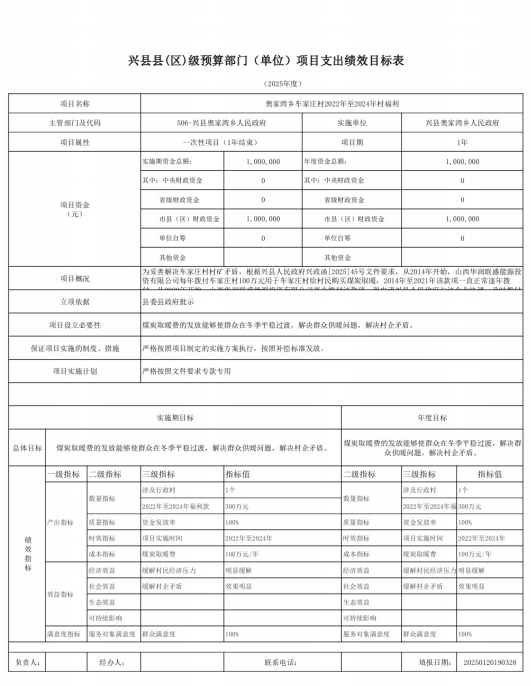 兴县县(区)级预算部门（单位）项目支出绩效目标表
（2025年度）
项目名称 奥家湾乡车家庄村2022年至2024年村福利
主管部门及代码 506-兴县奥家湾乡人民政府 实施单位 兴县奥家湾乡人民政府
项目属性 一次性项目（1年结束） 项目期 1年
项目资金（元） 实施期资金总额： 1,000,000 年度资金总额： 1,000,000
其中：中央财政资金 0 其中：中央财政资金 0
省级财政资金 0 省级财政资金 0
市县（区）财政资金 1,000,000 市县（区）财政资金 1,000,000
单位自筹 0 单位自筹 0
其他资金 其他资金
项目概况 为妥善解决车家庄村村矿矛盾，根据兴县人民政府兴政函[2025]45号文件要求，从2014年开始，山西华润联盛能源投
资有限公司每年拨付车家庄村100万元用于车家庄村给村民购买煤炭取暖，2014年至2021年该款项一直正常逐年拨
立项依据 县委县政府批示
项目设立必要性 煤炭取暖费的发放能够使群众在冬季平稳过渡，解决群众供暖问题，解决村企矛盾。
保证项目实施的制度、措施 严格按照项目制定的实施方案执行，按照补偿标准发放。
项目实施计划 严格按照文件要求专款专用
实施期目标 年度目标
总体目标 煤炭取暖费的发放能够使群众在冬季平稳过渡，解决群众供暖问题，解决村企矛盾。 煤炭取暖费的发放能够使群众在冬季平稳过渡，解决群
众供暖问题，解决村企矛盾。
绩效指标 一级指标 二级指标 三级指标 指标值 二级指标 三级指标 指标值
产出指标 数量指标 涉及行政村 1个 数量指标 涉及行政村 1个
2022年至2024年福利款 300万元 2022年至2024年福 300万元
质量指标 资金发放率 100% 质量指标 资金发放率 100%
时效指标 项目实施时间 2022年至2024年 时效指标 项目实施时间 2022年至2024年
成本指标 煤炭取暖费 100万元/年 成本指标 煤炭取暖费 100万元/年
效益指标 经济效益 缓解村民经济压力 明显缓解 经济效益 缓解村民经济压力 明显缓解
社会效益 缓解村企矛盾 效果明显 社会效益 缓解村企矛盾 效果明显
生态效益 生态效益
可持续影响 可持续影响
满意度指标 服务对象满意度 群众满意度 100% 服务对象满意度 群众满意度 100%
负责人： 经办人： 联系电话： 填报日期： 20250120190328